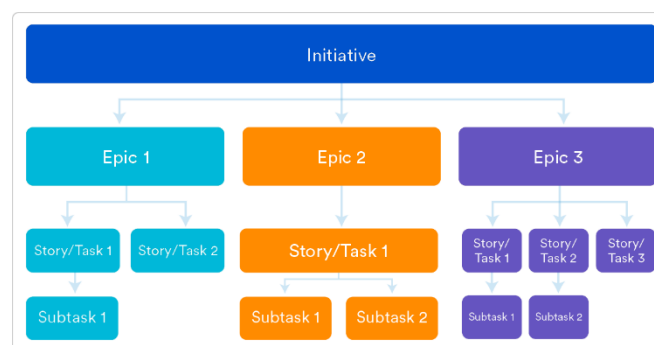 Initiative
Epic 1
Epic 2
Epic 3
Story/Task 1
Story/Task 2
Story/Task 1
Story/
Task 1
Story/
Task 2
Story/
Task 3
Subtask 1
Subtask 1
Subtask 2
Subtask 1
Subtask 2